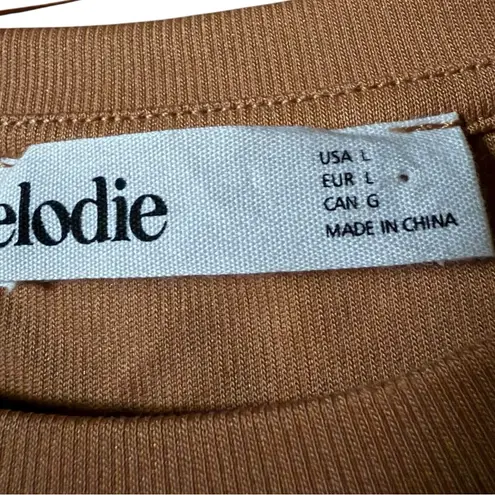 elodie
USA L
EUR L
CAN G
MADE IN CHINA